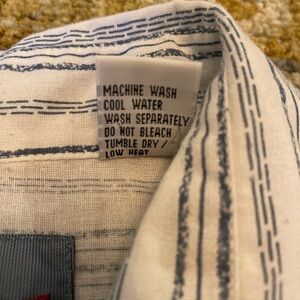 MACHINE WASH
COOL WATER
WASH SEPARATELY
DO NOT BLEACH
TUMBLE DRY /
LOW HEAT